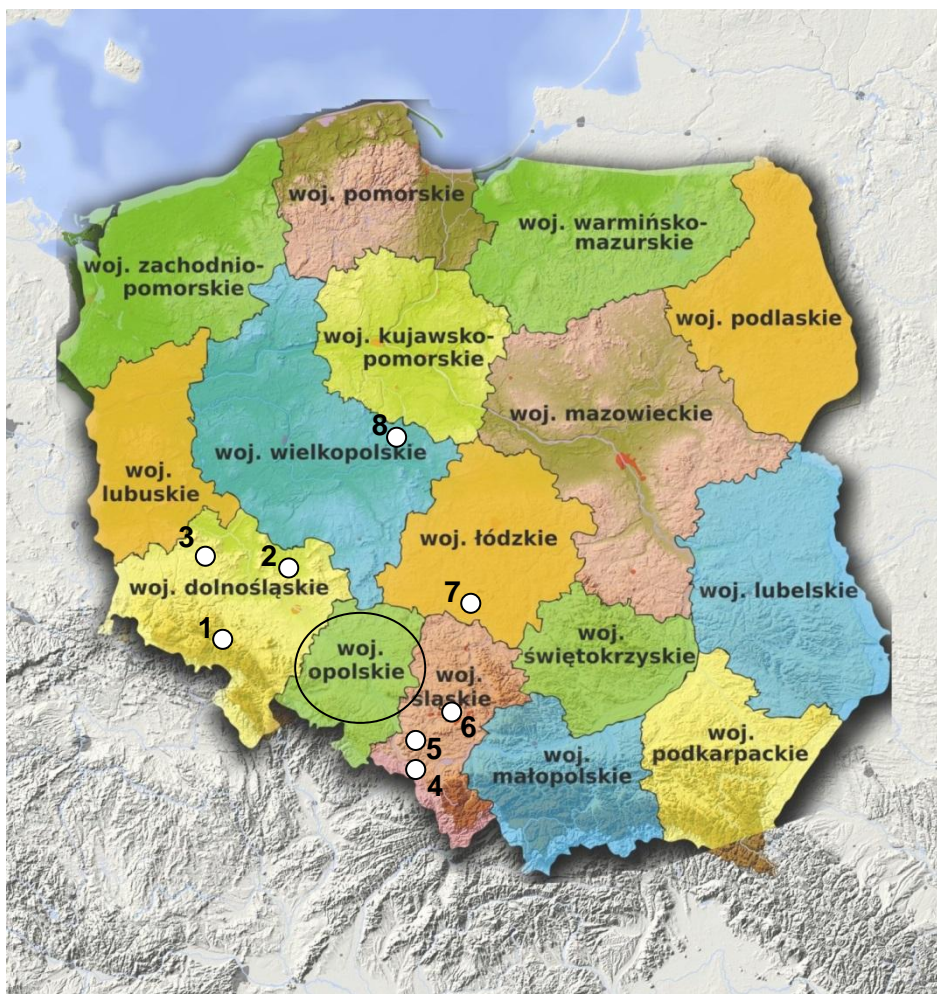 woj. pomorskie
woj. warmińsko-
mazurskie
woj. zachodnio-
pomorskie
woj. podlaskie
woj. kujawsko-
pomorskie
woj. mazowieckie
8
woj. wielkopolskie
woj.
lubuskie
3
2
woj. łódzkie
woj. dolnośląskie
7
woj. lubelskie
1
woj.
opolskie
woj.
świętokrzyskie
woj.
śląskie
6
5
4
woj.
małopolskie
woj.
podkarpackie